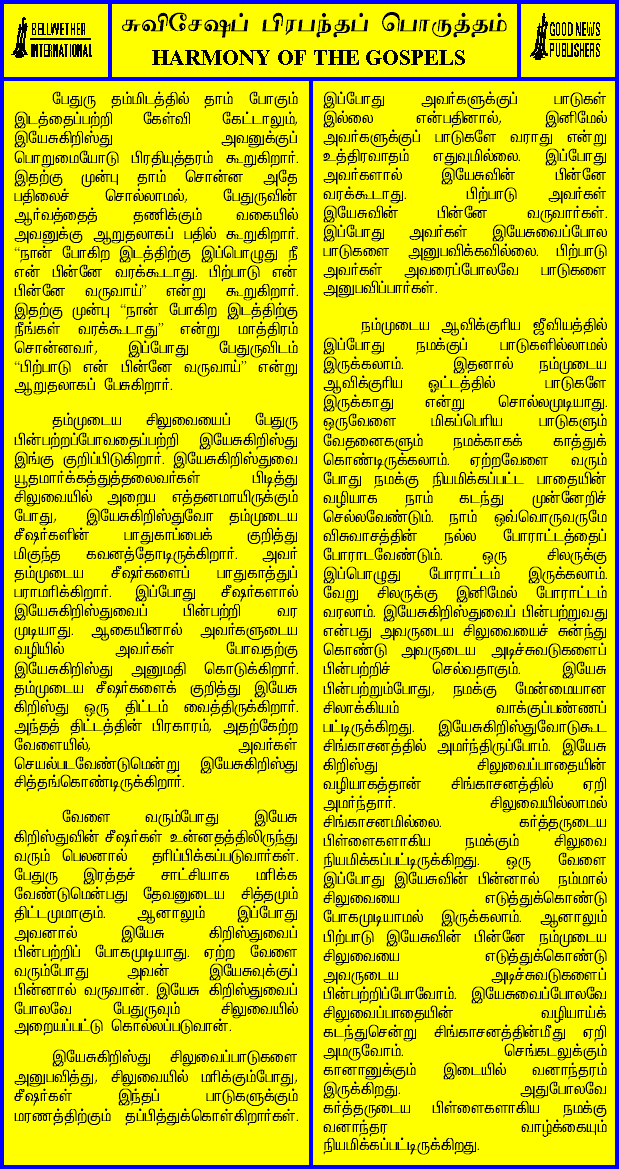 BELLWETHER
INTERNATIONAL
சுவிசேஷப் பிரபந்தப் பொருத்தம்
HARMONY OF THE GOSPELS
GOOD NEWS
PUBLISHERS
பேதுரு தம்மிடத்தில் தாம் போகும்
இடத்தைப்பற்றி கேள்வி கேட்டாலும்,
இயேசுகிறிஸ்து அவனுக்குப்
பொறுமையோடு பிரதியுத்தரம் கூறுகிறார்.
இதற்கு முன்பு தாம் சொன்ன அதே
பதிலைச் சொல்லாமல், பேதுருவின்
ஆர்வத்தைத் தணிக்கும் வகையில்
அவனுக்கு ஆறுதலாகப் பதில் கூறுகிறார்.
“நான் போகிற இடத்திற்கு இப்பொழுது நீ
என் பின்னே வரக்கூடாது. பிற்பாடு என்
பின்னே வருவாய்” என்று கூறுகிறார்.
இதற்கு முன்பு “நான் போகிற இடத்திற்கு
நீங்கள் வரக்கூடாது” என்று மாத்திரம்
சொன்னவர், இப்போது பேதுருவிடம்
“பிற்பாடு என் பின்னே வருவாய்” என்று
ஆறுதலாகப் பேசுகிறார்.
தம்முடைய சிலுவையைப் பேதுரு
பின்பற்றப்போவதைப்பற்றி இயேசுகிறிஸ்து
இங்கு குறிப்பிடுகிறார். இயேசுகிறிஸ்துவை
யூதமார்க்கத்துத்தலைவர்கள் பிடித்து
சிலுவையில் அறைய எத்தனமாயிருக்கும்
போது, இயேசுகிறிஸ்துவோ தம்முடைய
சீஷர்களின் பாதுகாப்பைக் குறித்து
மிகுந்த கவனத்தோடிருக்கிறார். அவர்
தம்முடைய சீஷர்களைப் பாதுகாத்துப்
பராமரிக்கிறார். இப்போது சீஷர்களால்
இயேசுகிறிஸ்துவைப் பின்பற்றி வர
முடியாது. ஆகையினால் அவர்களுடைய
வழியில் அவர்கள் போவதற்கு
இயேசுகிறிஸ்து அனுமதி கொடுக்கிறார்.
தம்முடைய சீஷர்களைக் குறித்து இயேசு
கிறிஸ்து ஒரு திட்டம் வைத்திருக்கிறார்.
அந்தத் திட்டத்தின் பிரகாரம், அதற்கேற்ற
வேளையில், அவர்கள்
செயல்படவேண்டுமென்று இயேசுகிறிஸ்து
சித்தங்கொண்டிருக்கிறார்.
வேளை வரும்போது இயேசு
கிறிஸ்துவின் சீஷர்கள் உன்னதத்திலிருந்து
வரும் பெலனால் தரிப்பிக்கப்படுவார்கள்.
பேதுரு இரத்தச் சாட்சியாக மரிக்க
வேண்டுமென்பது தேவனுடைய சித்தமும்
திட்டமுமாகும். ஆனாலும் இப்போது
அவனால் இயேசு கிறிஸ்துவைப்
பின்பற்றிப் போகமுடியாது. ஏற்ற வேளை
வரும்போது அவன் இயேசுவுக்குப்
பின்னால் வருவான். இயேசு கிறிஸ்துவைப்
போலவே பேதுருவும் சிலுவையில்
அறையப்பட்டு கொல்லப்படுவான்.
இயேசுகிறிஸ்து சிலுவைப்பாடுகளை
அனுபவித்து, சிலுவையில் மரிக்கும்போது,
சீஷர்கள் இந்தப் பாடுகளுக்கும்
மரணத்திற்கும் தப்பித்துக்கொள்கிறார்கள்.
இப்போது அவர்களுக்குப் பாடுகள்
இல்லை என்பதினால், இனிமேல்
அவர்களுக்குப் பாடுகளே வராது என்று
உத்திரவாதம் எதுவுமில்லை. இப்போது
அவர்களால் இயேசுவின் பின்னே
வரக்கூடாது. பிற்பாடு அவர்கள்
இயேசுவின் பின்னே வருவார்கள்.
இப்போது அவர்கள் இயேசுவைப்போல
பாடுகளை அனுபவிக்கவில்லை. பிற்பாடு
அவர்கள் அவரைப்போலவே பாடுகளை
அனுபவிப்பார்கள்.
நம்முடைய ஆவிக்குரிய ஜீவியத்தில்
இப்போது நமக்குப் பாடுகளில்லாமல்
இருக்கலாம். இதனால் நம்முடைய
ஆவிக்குரிய ஓட்டத்தில் பாடுகளே
இருக்காது என்று சொல்லமுடியாது.
ஒருவேளை மிகப்பெரிய பாடுகளும்
வேதனைகளும் நமக்காகக் காத்துக்
கொண்டிருக்கலாம். ஏற்றவேளை வரும்
போது நமக்கு நியமிக்கப்பட்ட பாதையின்
வழியாக நாம் கடந்து முன்னேறிச்
செல்லவேண்டும். நாம் ஒவ்வொருவருமே
விசுவாசத்தின் நல்ல போராட்டத்தைப்
போராடவேண்டும். ஒரு சிலருக்கு
இப்பொழுது போராட்டம் இருக்கலாம்.
வேறு சிலருக்கு இனிமேல் போராட்டம்
வரலாம். இயேசுகிறிஸ்துவைப் பின்பற்றுவது
என்பது அவருடைய சிலுவையைச் சுமந்து
கொண்டு அவருடைய அடிச்சுவடுகளைப்
பின்பற்றிச் செல்வதாகும். இயேசு
பின்பற்றும்போது, நமக்கு மேன்மையான
சிலாக்கியம் வாக்குப்பண்ணப்
பட்டிருக்கிறது. இயேசுகிறிஸ்துவோடுகூட
சிங்காசனத்தில் அமர்ந்திருப்போம். இயேசு
கிறிஸ்து சிலுவைப்பாதையின்
வழியாகத்தான் சிங்காசனத்தில் ஏறி
அமர்ந்தார். சிலுவையில்லாமல்
சிங்காசனமில்லை. கர்த்தருடைய
பிள்ளைகளாகிய நமக்கும் சிலுவை
நியமிக்கப்பட்டிருக்கிறது. ஒரு வேளை
இப்போது இயேசுவின் பின்னால் நம்மால்
சிலுவையை எடுத்துக்கொண்டு
போகமுடியாமல் இருக்கலாம். ஆனாலும்
பிற்பாடு இயேசுவின் பின்னே நம்முடைய
சிலுவையை எடுத்துக்கொண்டு
அவருடைய அடிச்சுவடுகளைப்
பின்பற்றிப்போவோம். இயேசுவைப்போலவே
சிலுவைப்பாதையின் வழியாய்க்
கடந்துசென்று சிங்காசனத்தின்மீது ஏறி
அமருவோம். செங்கடலுக்கும்
கானானுக்கும் இடையில் வனாந்தரம்
இருக்கிறது. அதுபோலவே
கர்த்தருடைய பிள்ளைகளாகிய நமக்கு
வனாந்தர வாழ்க்கையும்
நியமிக்கப்பட்டிருக்கிறது.